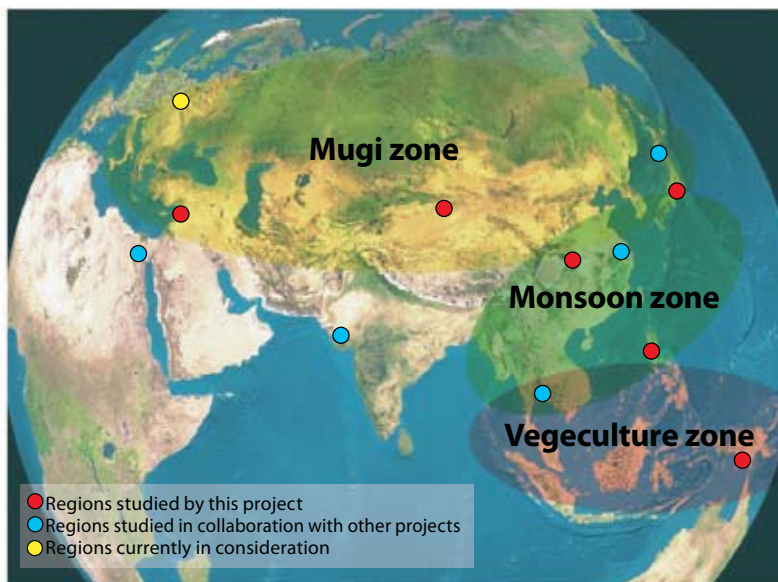 Mugi zone
Monsoon zone
Vegeculture zone
Regions studied by this project
Regions studied in collaboration with other projects
Regions currently in consideration